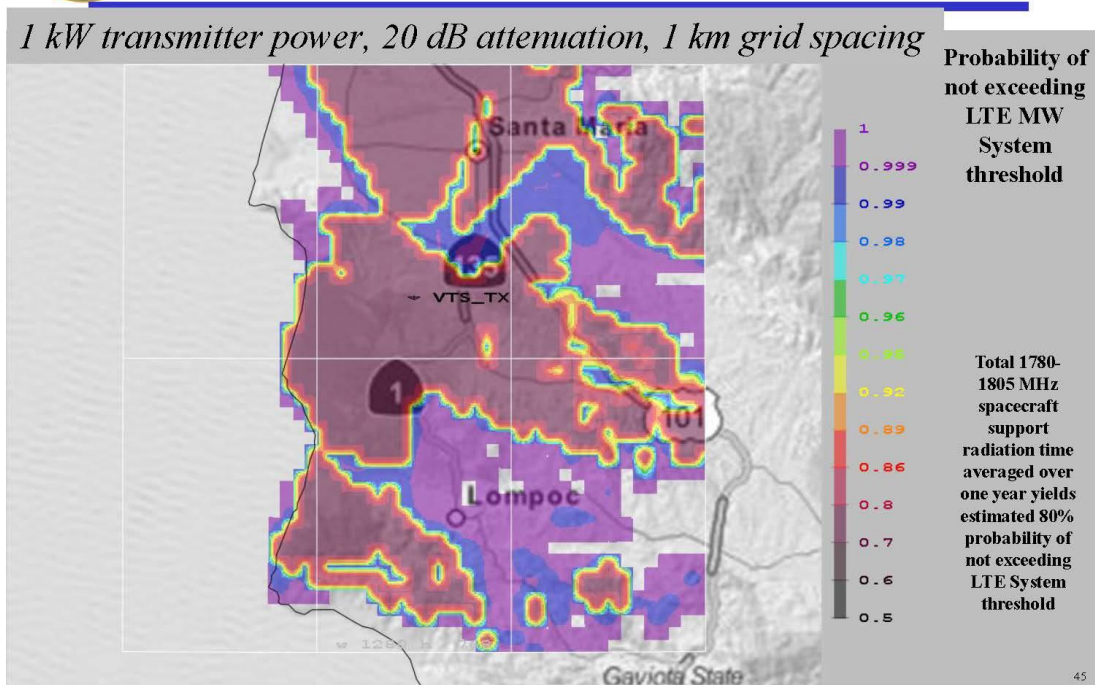 1 kW transmitter power, 20 dB attenuation, 1 km grid spacing
Probability of
not exceeding
LTE MW
System
threshold
1
0.999
0.99
0.98
0.97
0.96
0.92
0.89
0.86
0.8
0.7
0.6
0.5
Santa Maria
VTS_TX
1
101
Lompoc
Gaviota State
Total 1780-
1805 MHz
spacecraft
support
radiation time
averaged over
one year yields
estimated 80%
probability of
not exceeding
LTE System
threshold
45